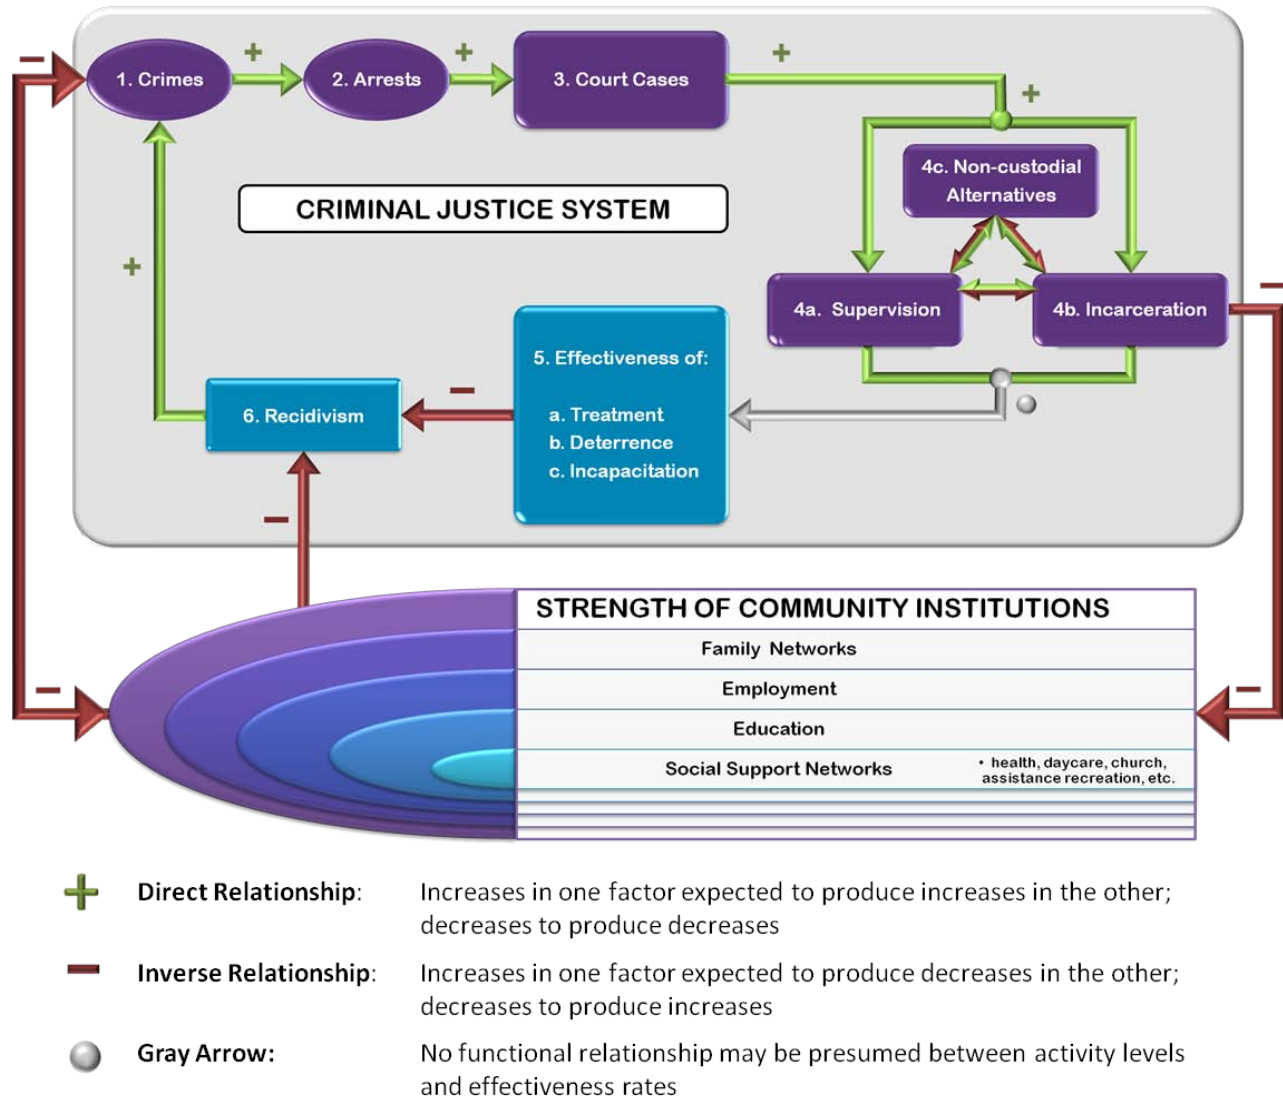 1. Crimes
+
2. Arrests
+
3. Court Cases
+
+
4c. Non-custodial
Alternatives
CRIMINAL JUSTICE SYSTEM
4a. Supervision
4b. Incarceration
−
−
+
5. Effectiveness of:
a. Treatment
b. Deterrence
c. Incapacitation
−
6. Recidivism
−
STRENGTH OF COMMUNITY INSTITUTIONS
Family Networks
Employment
Education
Social Support Networks
• health, daycare, church,
assistance recreation, etc.
−
−
+ Direct Relationship: Increases in one factor expected to produce increases in the other;
decreases to produce decreases
− Inverse Relationship: Increases in one factor expected to produce decreases in the other;
decreases to produce increases
Gray Arrow: No functional relationship may be presumed between activity levels
and effectiveness rates